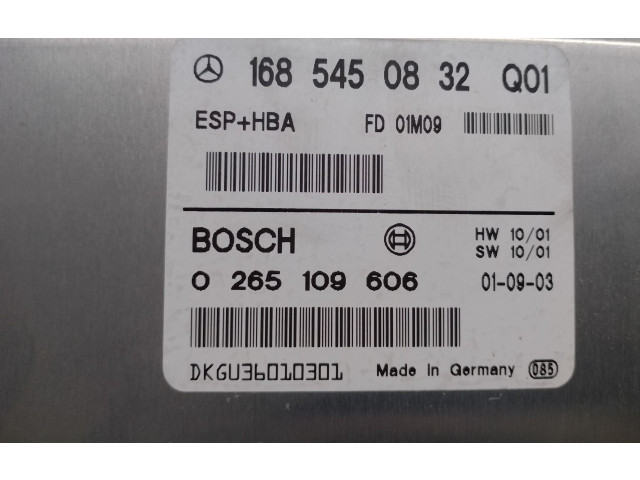 168 545 08 32 Q01
ESP+HBA FD 01M09
BOSCH HW 10/01
SW 10/01
0 265 109 606 01-09-03
DKGU36010301 Made In Germany 085